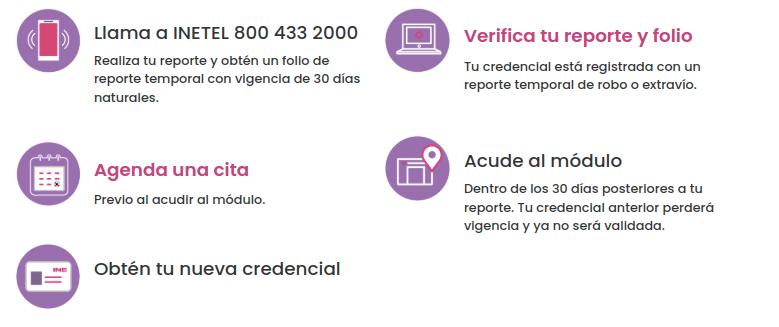 Llama a INETEL 800 433 2000
Realiza tu reporte y obtén un folio de
reporte temporal con vigencia de 30 días
naturales.
Verifica tu reporte y folio
Tu credencial está registrada con un
reporte temporal de robo o extravío.
Agenda una cita
Previo al acudir al módulo.
Acude al módulo
Dentro de los 30 días posteriores a tu
reporte. Tu credencial anterior perderá
vigencia y ya no será validada.
INE
Obtén tu nueva credencial